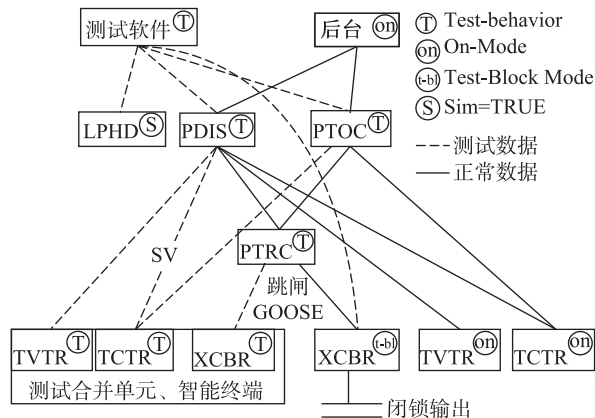 测试软件 T
后台 on
T Test-behavior
on On-Mode
t-bl Test-Block Mode
S Sim=TRUE
测试数据
正常数据
LPHD S
PDIS T
PTOC T
SV
PTRC T
跳闸
GOOSE
TVTR T
TCTR T
XCBR T
XCBR t-bl
TVTR on
TCTR on
测试合并单元、智能终端
闭锁输出